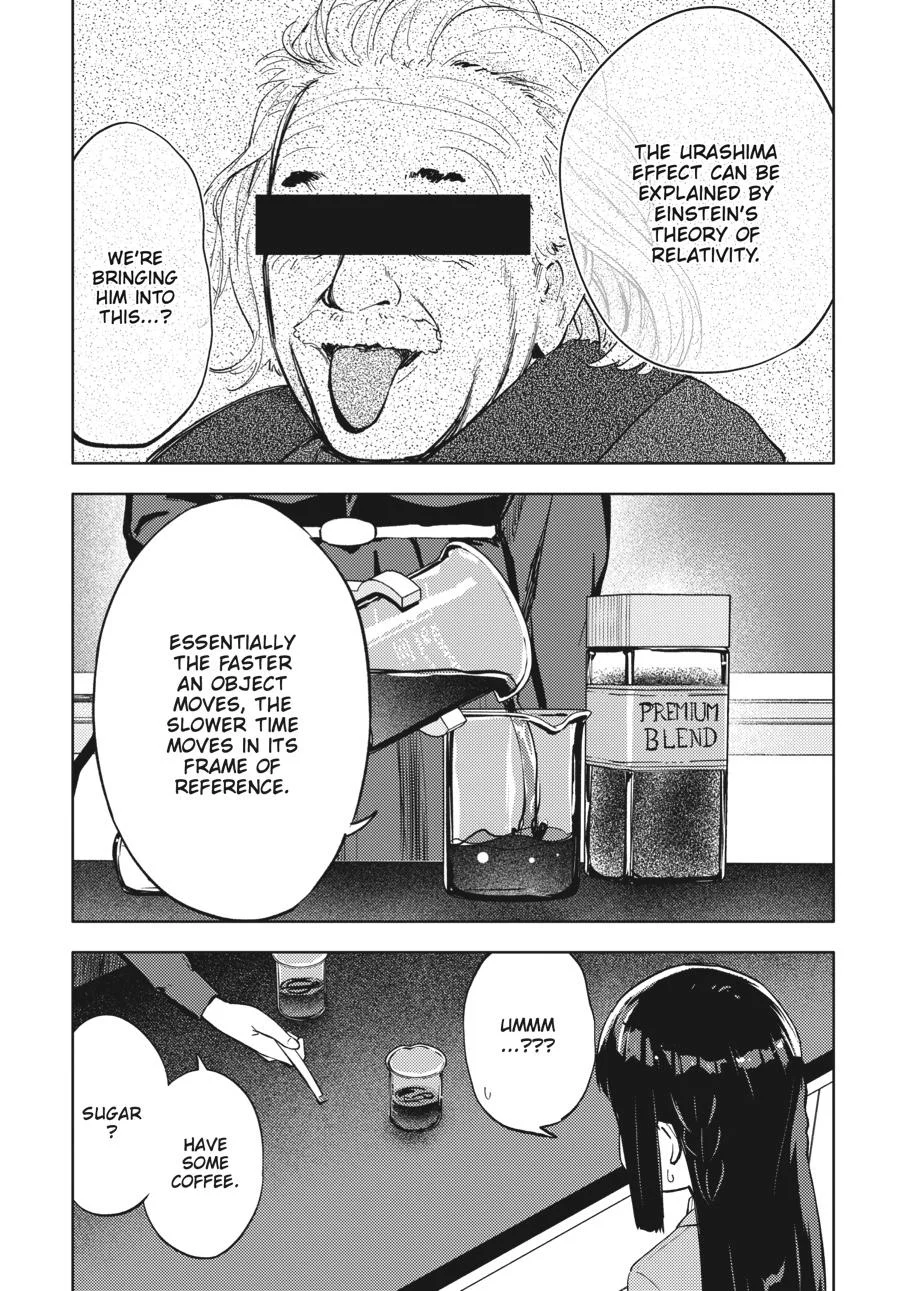 THE URASHIMA
EFFECT CAN BE
EXPLAINED BY
EINSTEIN'S
THEORY OF
RELATIVITY.
WE'RE
BRINGING
HIM INTO
THIS...?
ESSENTIALLY
THE FASTER
AN OBJECT
MOVES, THE
SLOWER TIME
MOVES IN ITS
FRAME OF
REFERENCE.
PREMIUM
BLEND
UMMM
...???
HAVE
SOME
COFFEE.
SUGAR
?